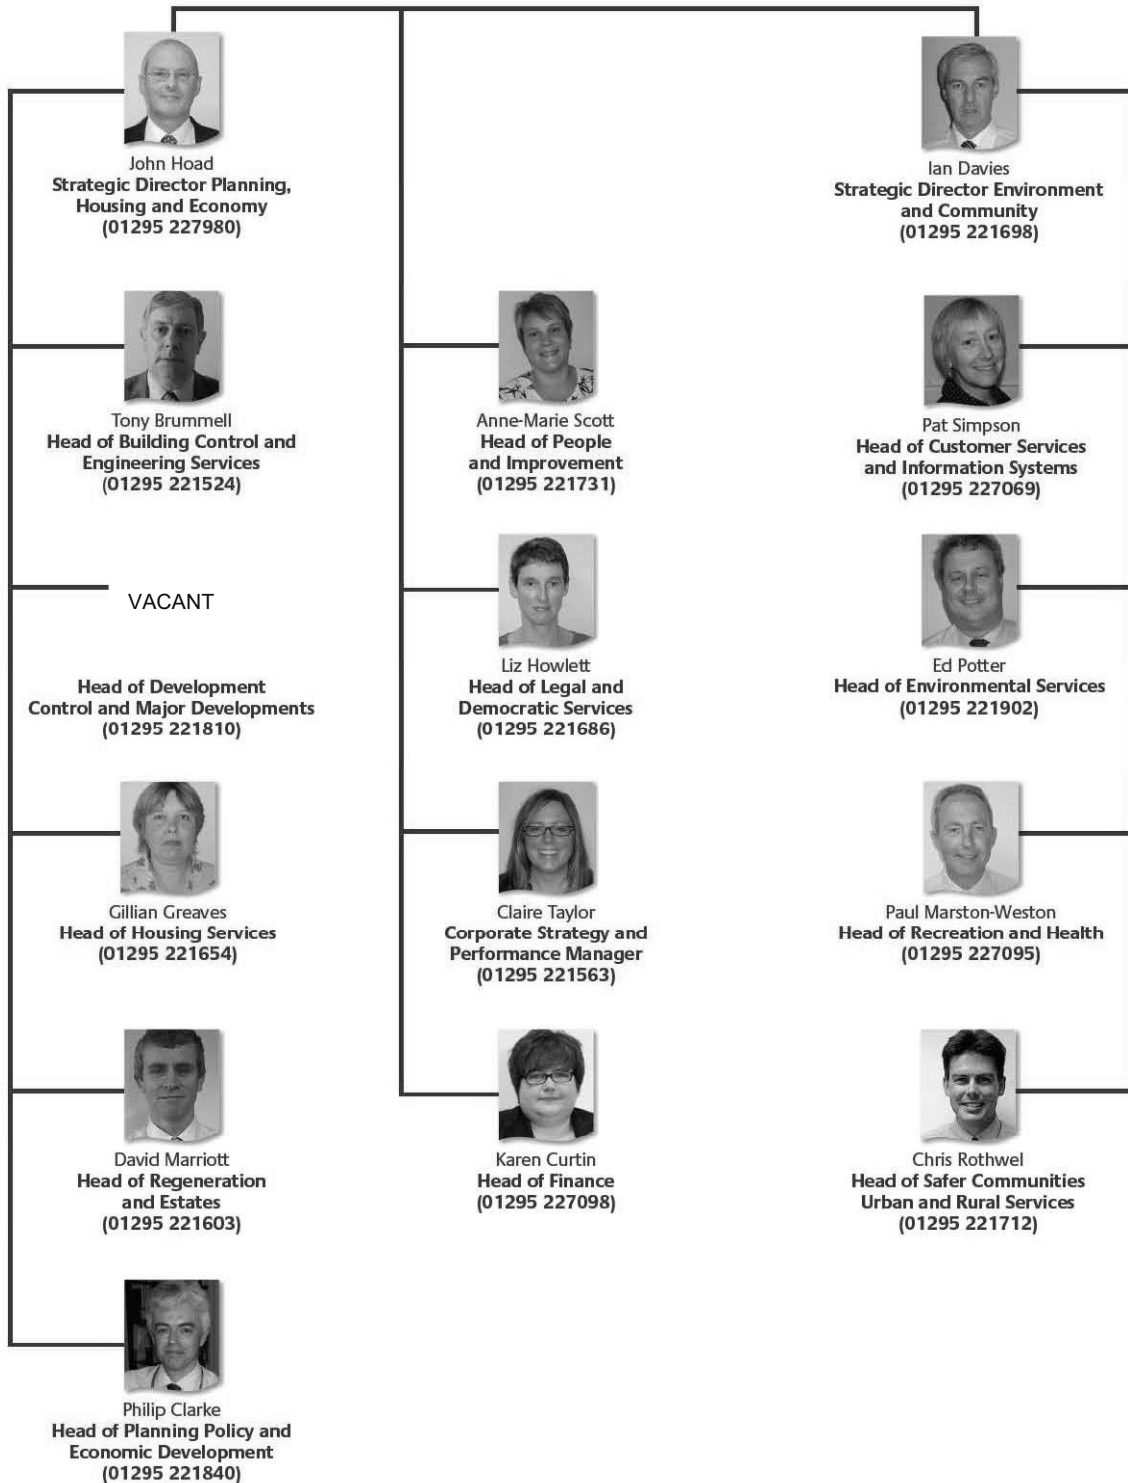 John Hoad
Strategic Director Planning,
Housing and Economy
(01295 227980)
Ian Davies
Strategic Director Environment
and Community
(01295 221698)
Tony Brummell
Head of Building Control and
Engineering Services
(01295 221524)
Anne-Marie Scott
Head of People
and Improvement
(01295 221731)
Pat Simpson
Head of Customer Services
and Information Systems
(01295 227069)
VACANT
Head of Development
Control and Major Developments
(01295 221810)
Liz Howlett
Head of Legal and
Democratic Services
(01295 221686)
Ed Potter
Head of Environmental Services
(01295 221902)
Gillian Greaves
Head of Housing Services
(01295 221654)
Claire Taylor
Corporate Strategy and
Performance Manager
(01295 221563)
Paul Marston-Weston
Head of Recreation and Health
(01295 227095)
David Marriott
Head of Regeneration
and Estates
(01295 221603)
Karen Curtin
Head of Finance
(01295 227098)
Chris Rothwel
Head of Safer Communities
Urban and Rural Services
(01295 221712)
Philip Clarke
Head of Planning Policy and
Economic Development
(01295 221840)